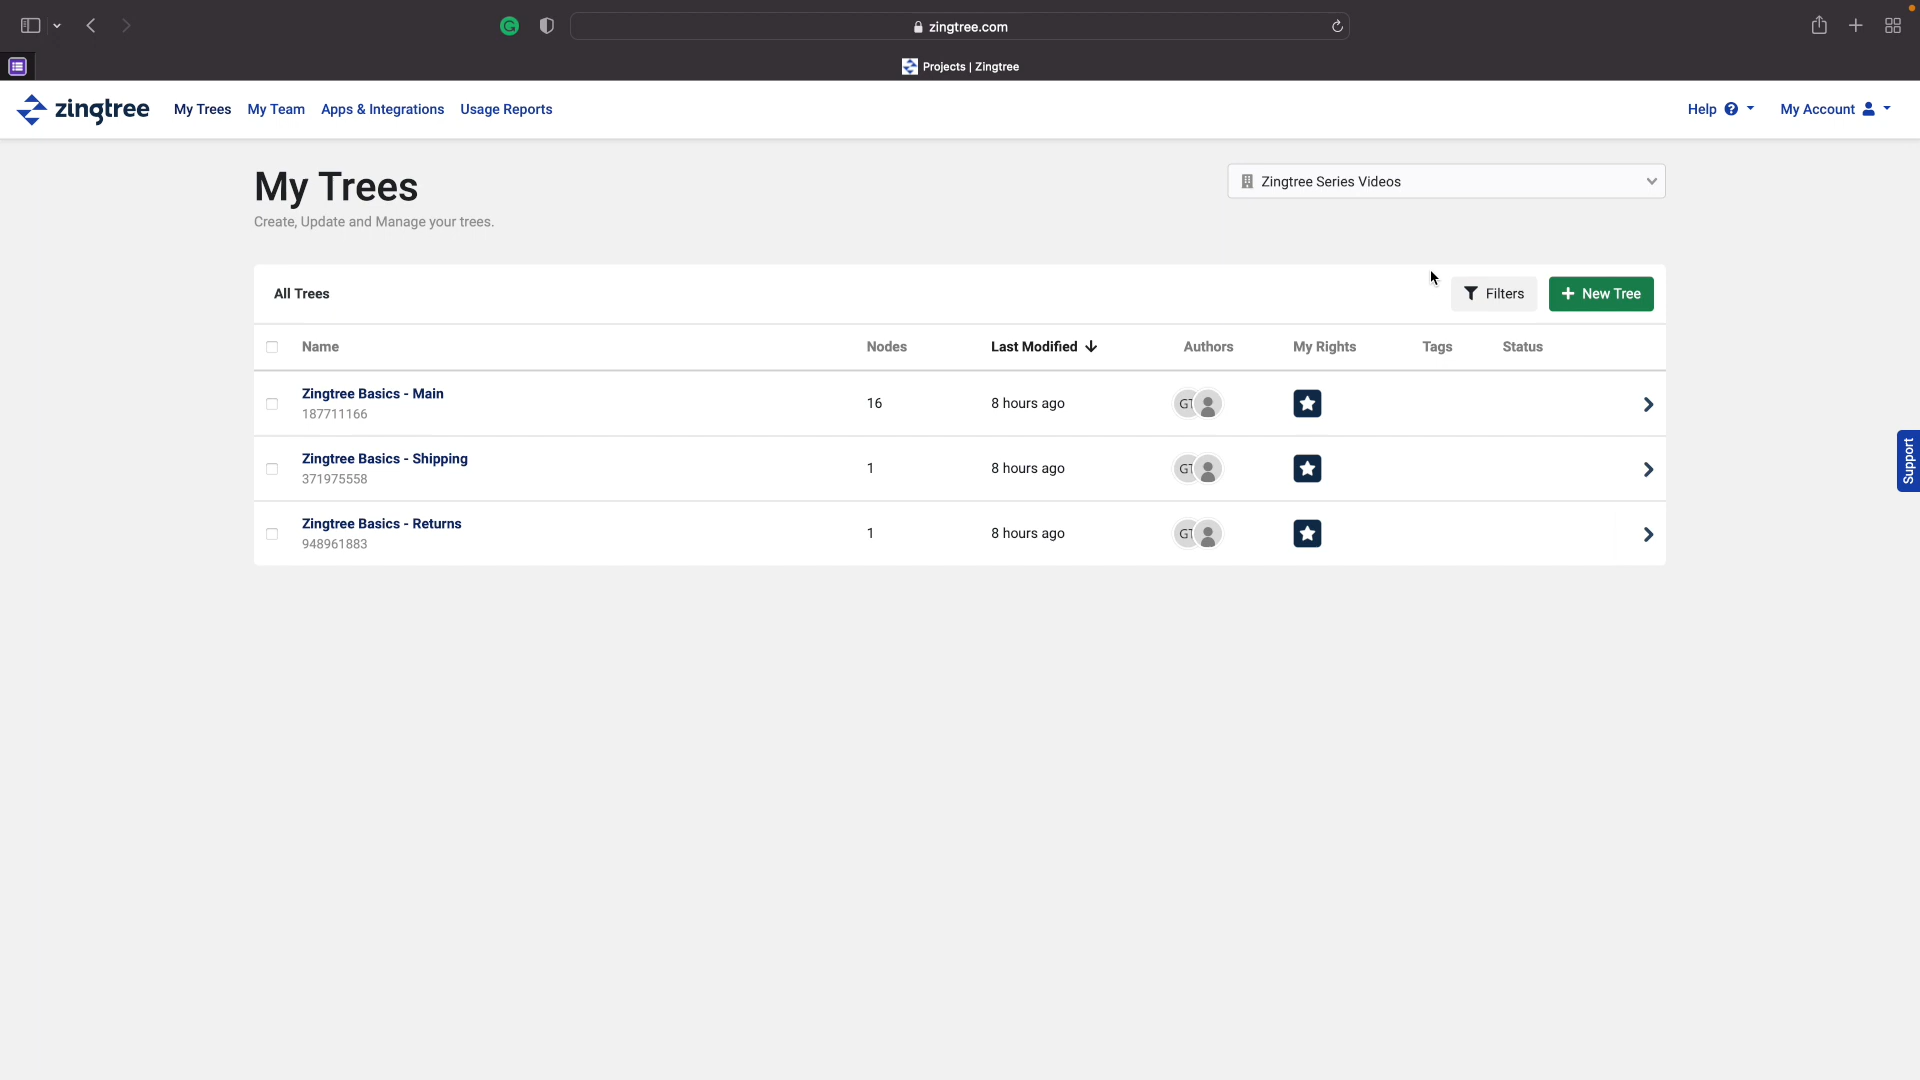 zingtree.com
Projects | Zingtree
zingtree My Trees My Team Apps & Integrations Usage Reports Help ? My Account
My Trees
Zingtree Series Videos
Create, Update and Manage your trees.
All Trees Filters + New Tree
Name Nodes Last Modified Authors My Rights Tags Status
Zingtree Basics - Main
187711166
16 8 hours ago GT
Zingtree Basics - Shipping
371975558
1 8 hours ago GT
Zingtree Basics - Returns
948961883
1 8 hours ago GT
Support